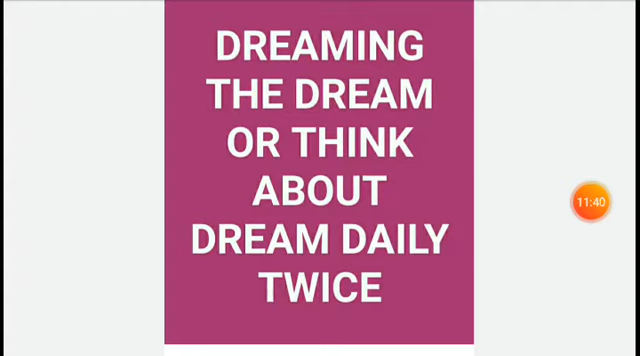 DREAMING
THE DREAM
OR THINK
ABOUT
DREAM DAILY
TWICE
11:40